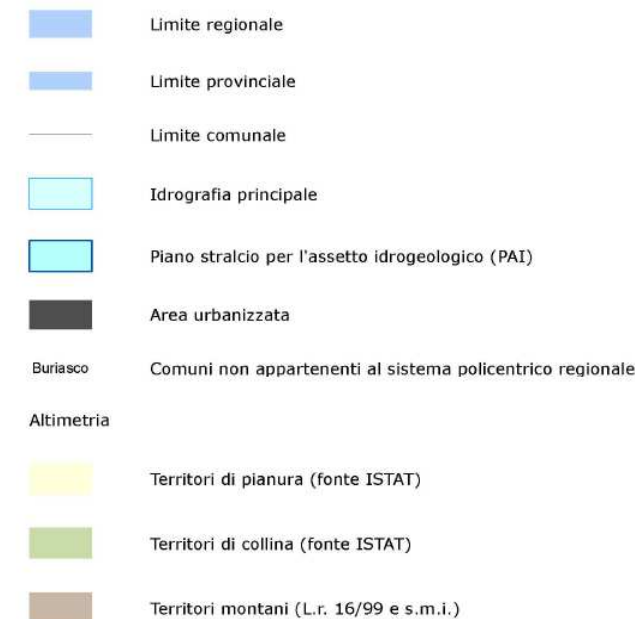 Limite regionale
Limite provinciale
Limite comunale
Idrografia principale
Piano stralcio per l'assetto idrogeologico (PAI)
Area urbanizzata
Buriasco Comuni non appartenenti al sistema policentrico regionale
Altimetria
Territori di pianura (fonte ISTAT)
Territori di collina (fonte ISTAT)
Territori montani (L.r. 16/99 e s.m.i.)